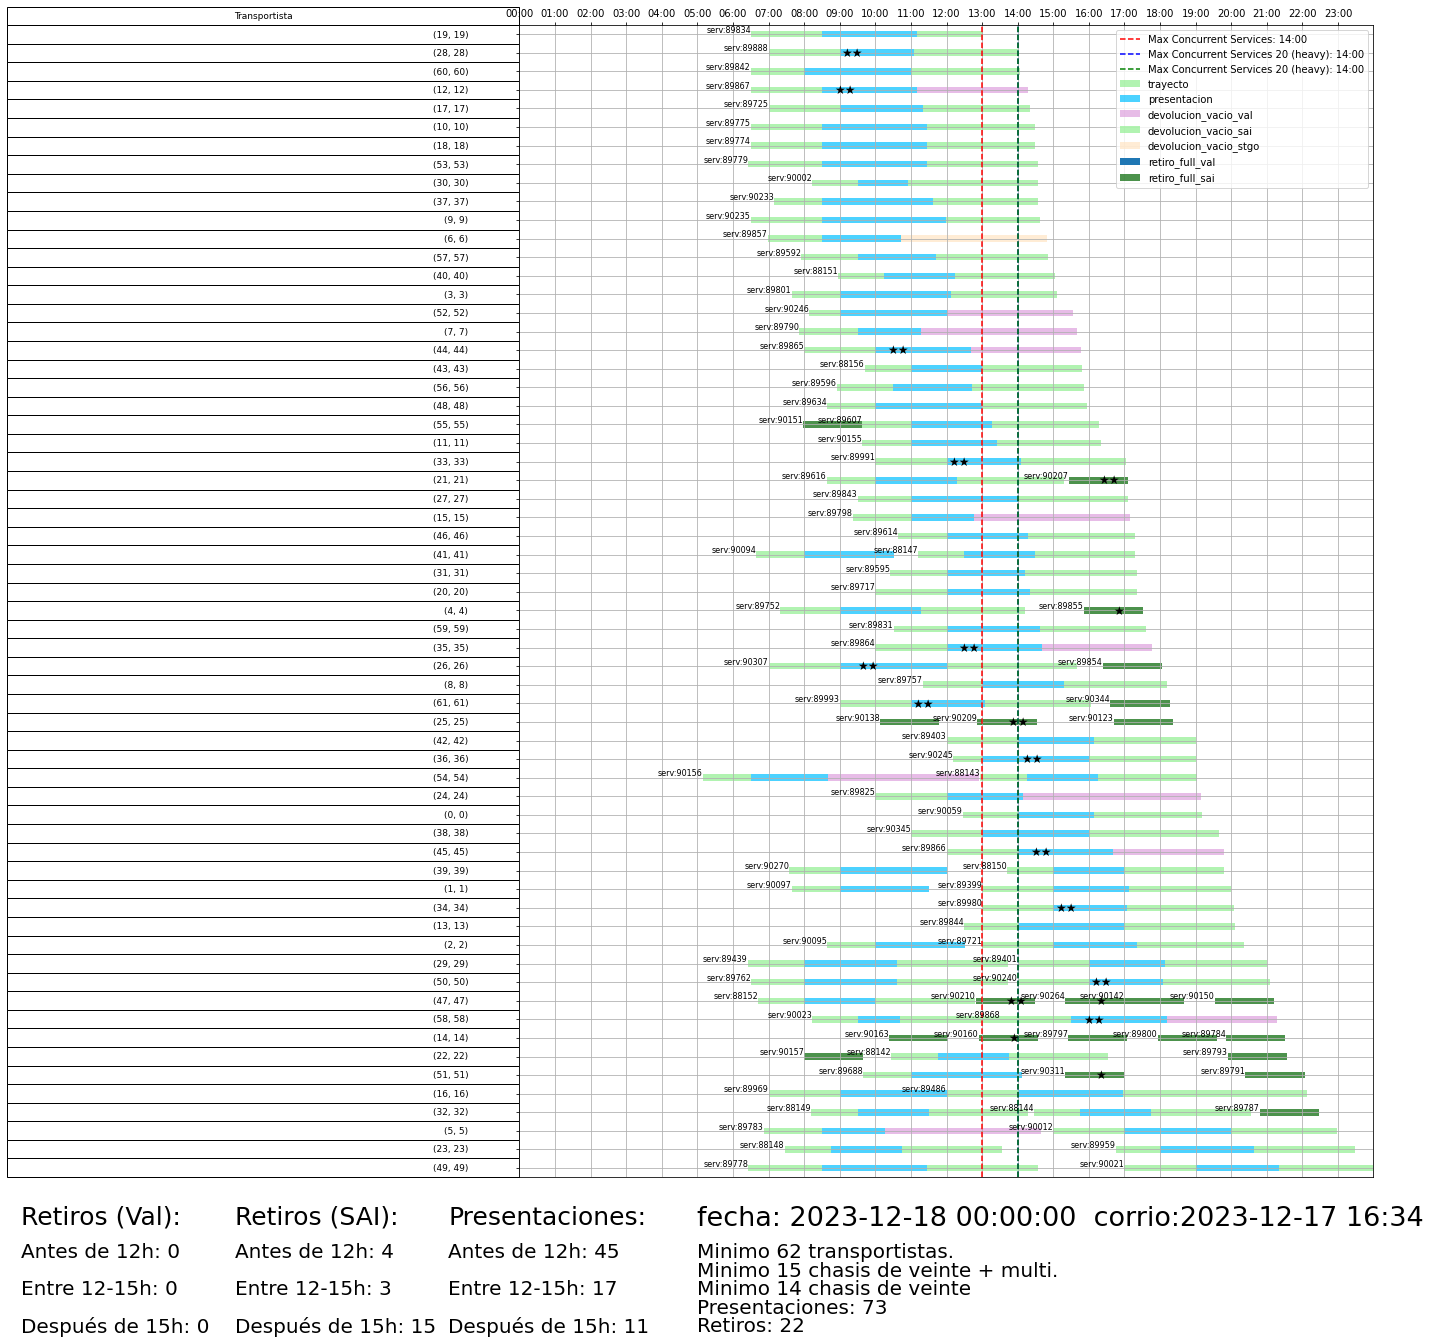 Transportista
00:00 01:00 02:00 03:00 04:00 05:00 06:00 07:00 08:00 09:00 10:00 11:00 12:00 13:00 14:00 15:00 16:00 17:00 18:00 19:00 20:00 21:00 22:00 23:00
Max Concurrent Services: 14:00
Max Concurrent Services 20 (heavy): 14:00
Max Concurrent Services 20 (heavy): 14:00
trayecto
presentacion
devolucion_vacio_val
devolucion_vacio_sai
devolucion_vacio_stgo
retiro_full_val
retiro_full_sai
(19, 19) serv:89834
(28, 28) serv:89888
(60, 60) serv:89842
(12, 12) serv:89867
(17, 17) serv:89725
(10, 10) serv:89775
(18, 18) serv:89774
(53, 53) serv:89779
(30, 30) serv:90002
(37, 37) serv:90233
(9, 9) serv:90235
(6, 6) serv:89857
(57, 57) serv:89592
(40, 40) serv:88151
(3, 3) serv:89801
(52, 52) serv:90246
(7, 7) serv:89790
(44, 44) serv:89865
(43, 43) serv:88156
(56, 56) serv:89596
(48, 48) serv:89634
(55, 55) serv:90151 serv:89607
(11, 11) serv:90155
(33, 33) serv:89991
(21, 21) serv:89616 serv:90207
(27, 27) serv:89843
(15, 15) serv:89798
(46, 46) serv:89614
(41, 41) serv:90094 serv:88147
(31, 31) serv:89595
(20, 20) serv:89717
(4, 4) serv:89752 serv:89855
(59, 59) serv:89831
(35, 35) serv:89864
(26, 26) serv:90307 serv:89854
(8, 8) serv:89757
(61, 61) serv:89993 serv:90344
(25, 25) serv:90138 serv:90209 serv:90123
(42, 42) serv:89403
(36, 36) serv:90245
(54, 54) serv:90156 serv:88143
(24, 24) serv:89825
(0, 0) serv:90059
(38, 38) serv:90345
(45, 45) serv:89866
(39, 39) serv:90270 serv:88150
(1, 1) serv:90097 serv:89399
(34, 34) serv:89980
(13, 13) serv:89844
(2, 2) serv:90095 serv:89721
(29, 29) serv:89439 serv:89401
(50, 50) serv:89762 serv:90240
(47, 47) serv:88152 serv:90210 serv:90264 serv:90142 serv:90150
(58, 58) serv:90023 serv:89868
(14, 14) serv:90163 serv:90160 serv:89797 serv:89800 serv:89784
(22, 22) serv:90157 serv:88142 serv:89793
(51, 51) serv:89688 serv:90311 serv:89791
(16, 16) serv:89969 serv:89486
(32, 32) serv:88149 serv:88144 serv:89787
(5, 5) serv:89783 serv:90012
(23, 23) serv:88148 serv:89959
(49, 49) serv:89778 serv:90021
Retiros (Val):
Antes de 12h: 0
Entre 12-15h: 0
Después de 15h: 0
Retiros (SAI):
Antes de 12h: 4
Entre 12-15h: 3
Después de 15h: 15
Presentaciones:
Antes de 12h: 45
Entre 12-15h: 17
Después de 15h: 11
fecha: 2023-12-18 00:00:00 corrio:2023-12-17 16:34
Minimo 62 transportistas.
Minimo 15 chasis de veinte + multi.
Minimo 14 chasis de veinte
Presentaciones: 73
Retiros: 22